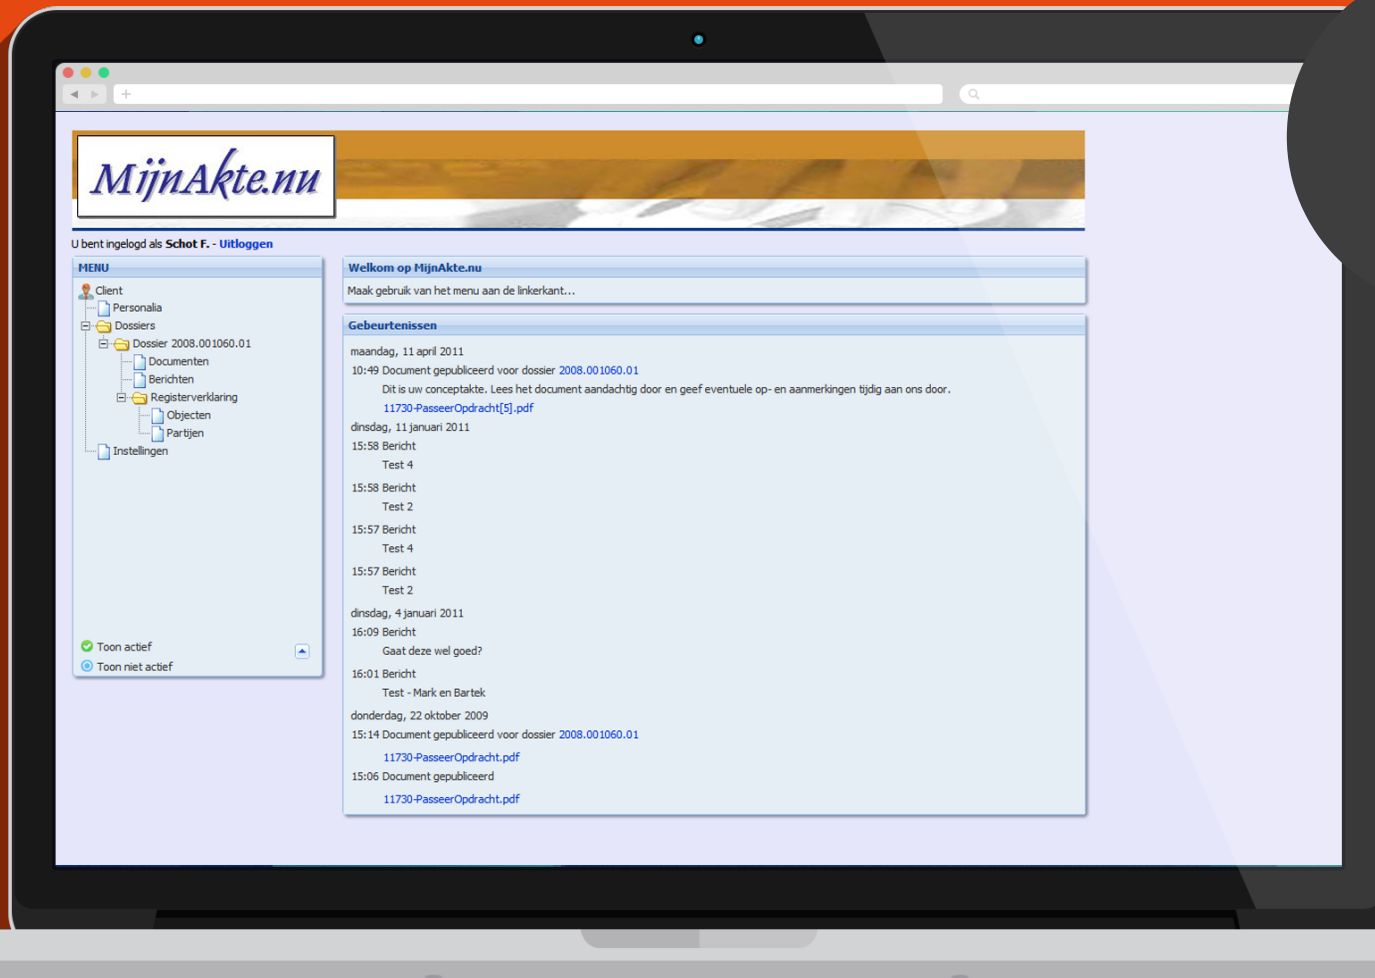 MijnAkte.nu
U bent ingelogd als Schot F. - Uitloggen
MENU
Client
Personalia
Dossiers
Dossier 2008.001060.01
Documenten
Berichten
Registerverklaring
Objecten
Partijen
Instellingen
Toon actief
Toon niet actief
Welkom op MijnAkte.nu
Maak gebruik van het menu aan de linkerkant...
Gebeurtenissen
maandag, 11 april 2011
10:49 Document gepubliceerd voor dossier 2008.001060.01
Dit is uw conceptakte. Lees het document aandachtig door en geef eventuele op- en aanmerkingen tijdig aan ons door.
11730-PasseerOpdracht[5].pdf
dinsdag, 11 januari 2011
15:58 Bericht
Test 4
15:58 Bericht
Test 2
15:57 Bericht
Test 4
15:57 Bericht
Test 2
dinsdag, 4 januari 2011
16:09 Bericht
Gaat deze wel goed?
16:01 Bericht
Test - Mark en Bartek
donderdag, 22 oktober 2009
15:14 Document gepubliceerd voor dossier 2008.001060.01
11730-PasseerOpdracht.pdf
15:06 Document gepubliceerd
11730-PasseerOpdracht.pdf